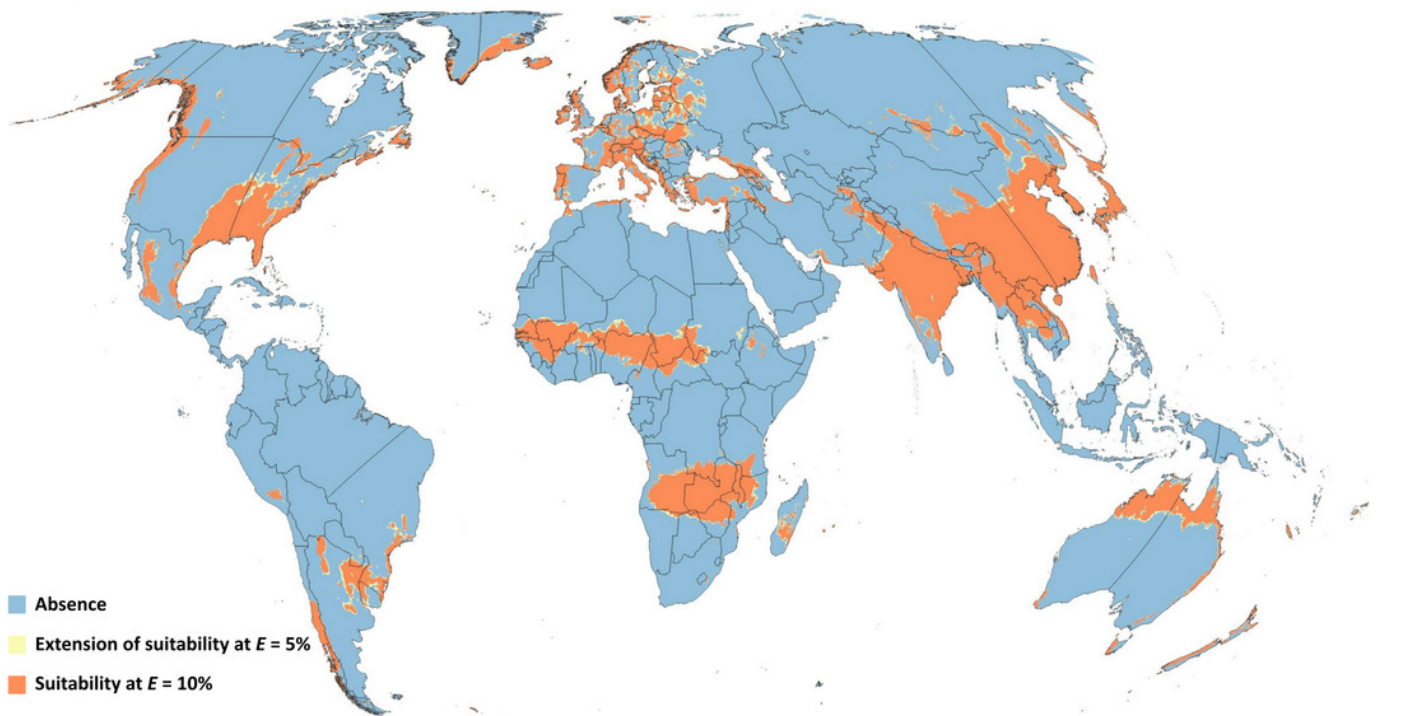 Absence
Extension of suitability at E = 5%
Suitability at E = 10%